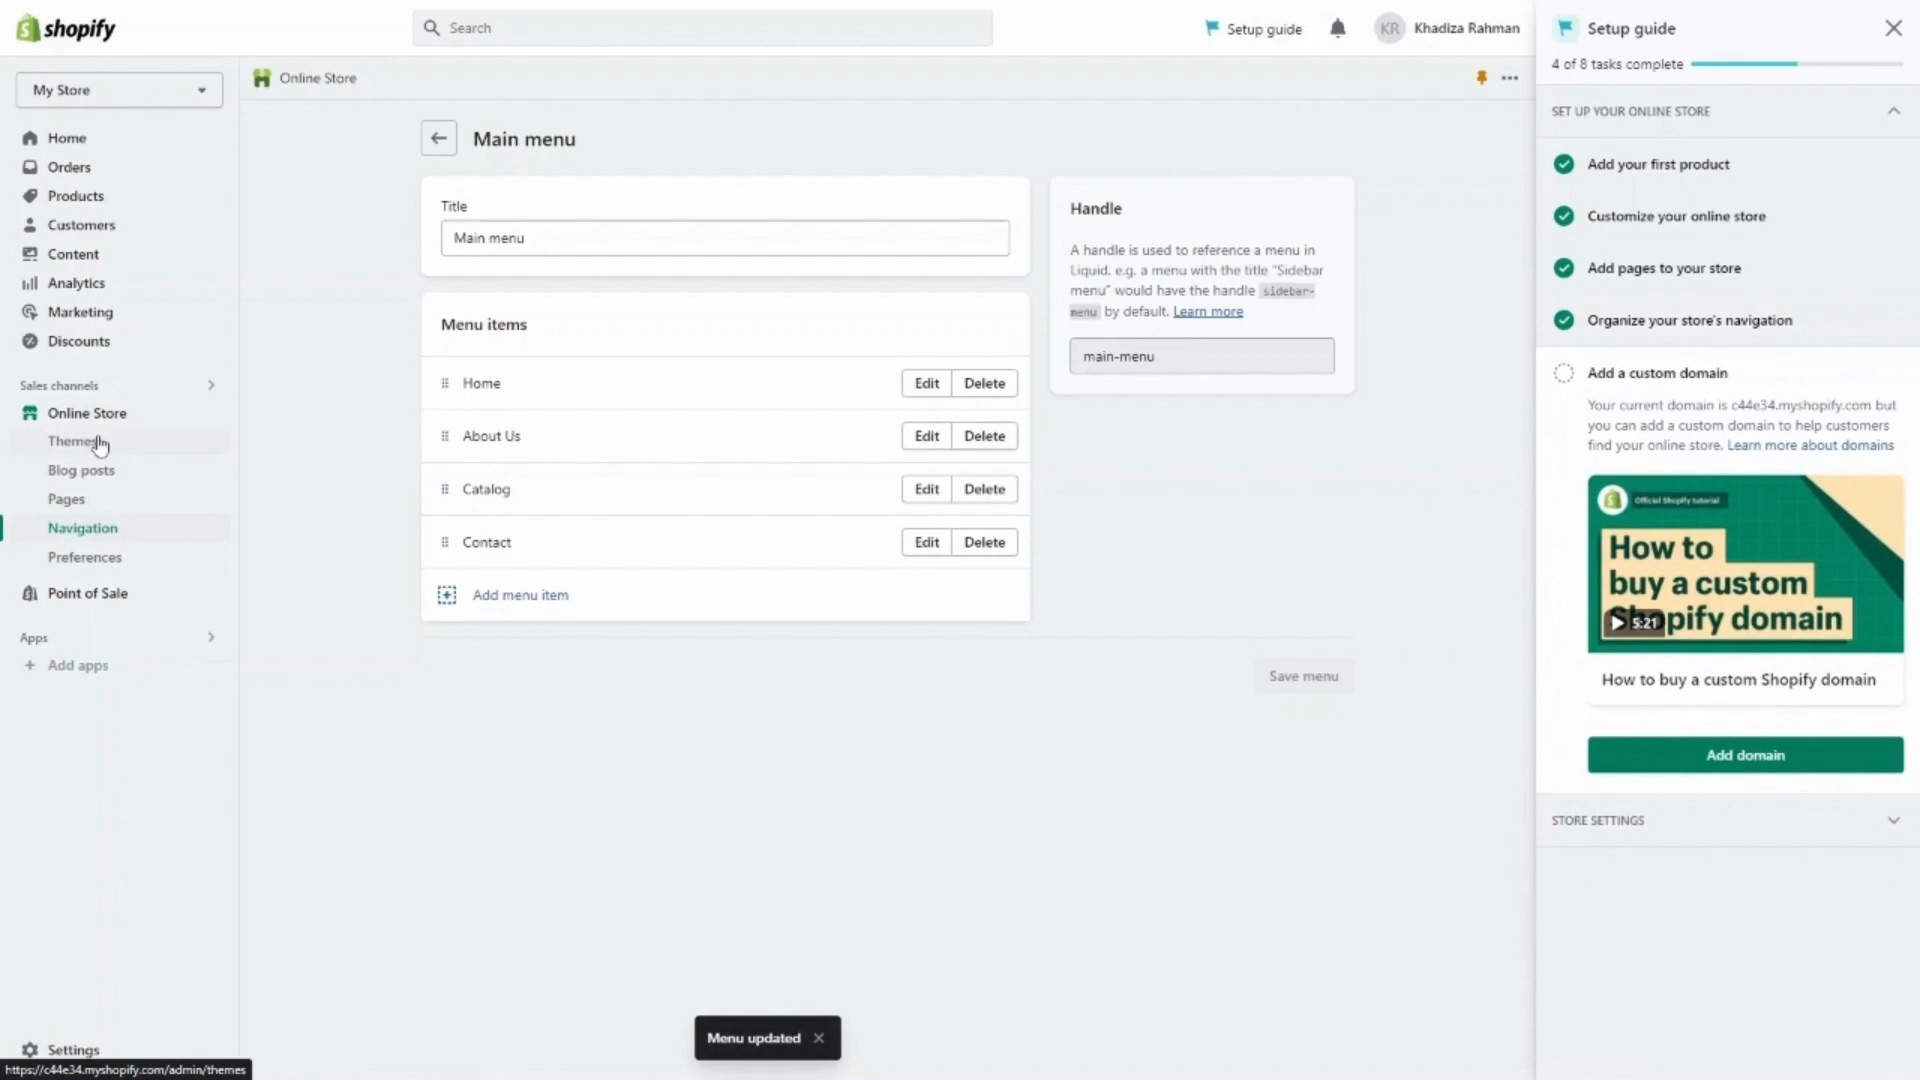 shopify
Search
Setup guide
KR
Khadiza Rahman
My Store
Home
Orders
Products
Customers
Content
Analytics
Marketing
Discounts
Sales channels
Online Store
Themes
Blog posts
Pages
Navigation
Preferences
Point of Sale
Apps
Add apps
Settings
https://c44e34.myshopify.com/admin/themes
Online Store
Main menu
Title
Main menu
Menu items
Home
Edit
Delete
About Us
Edit
Delete
Catalog
Edit
Delete
Contact
Edit
Delete
Add menu item
Handle
A handle is used to reference a menu in
Liquid. e.g. a menu with the title "Sidebar
menu" would have the handle sidebar-
menu by default. Learn more
main-menu
Save menu
Menu updated
Setup guide
4 of 8 tasks complete
SET UP YOUR ONLINE STORE
Add your first product
Customize your online store
Add pages to your store
Organize your store's navigation
Add a custom domain
Your current domain is c44e34.myshopify.com but
you can add a custom domain to help customers
find your online store. Learn more about domains
Official Shopify tutorial
How to
buy a custom
Shopify domain
5:21
How to buy a custom Shopify domain
Add domain
STORE SETTINGS